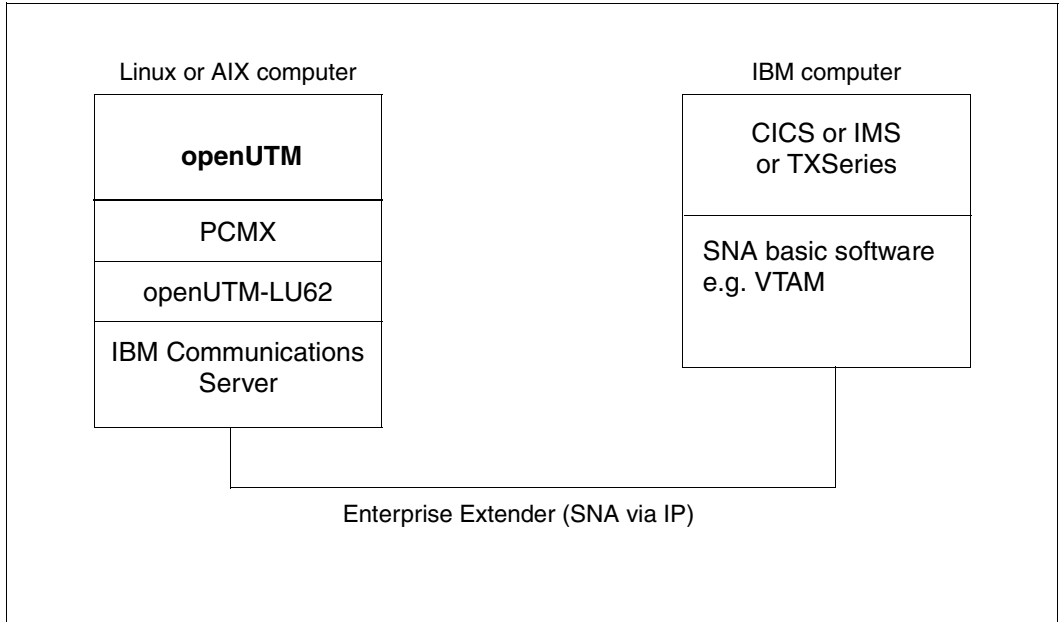 Linux or AIX computer
openUTM
PCMX
openUTM-LU62
IBM Communications
Server
IBM computer
CICS or IMS
or TXSeries
SNA basic software
e.g. VTAM
Enterprise Extender (SNA via IP)